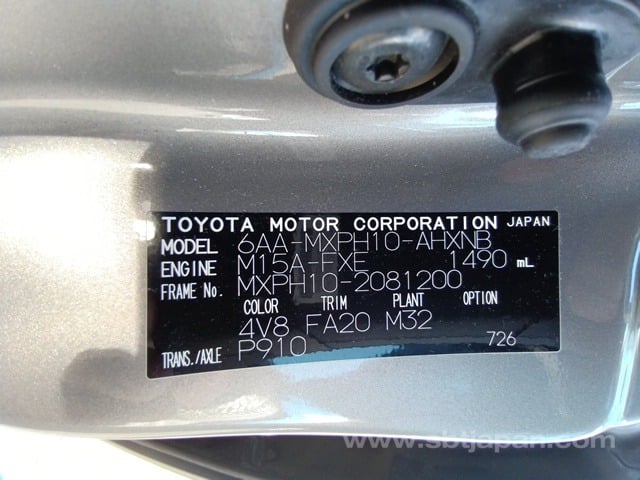 TOYOTA MOTOR CORPORATION JAPAN
MODEL 6AA-MXPH10-AHXNB
ENGINE M15A-FXE 1490 mL
FRAME No. MXPH10-2081200
COLOR TRIM PLANT OPTION
4V8 FA20 M32
TRANS./AXLE P910 726
www.sbtjapan.com